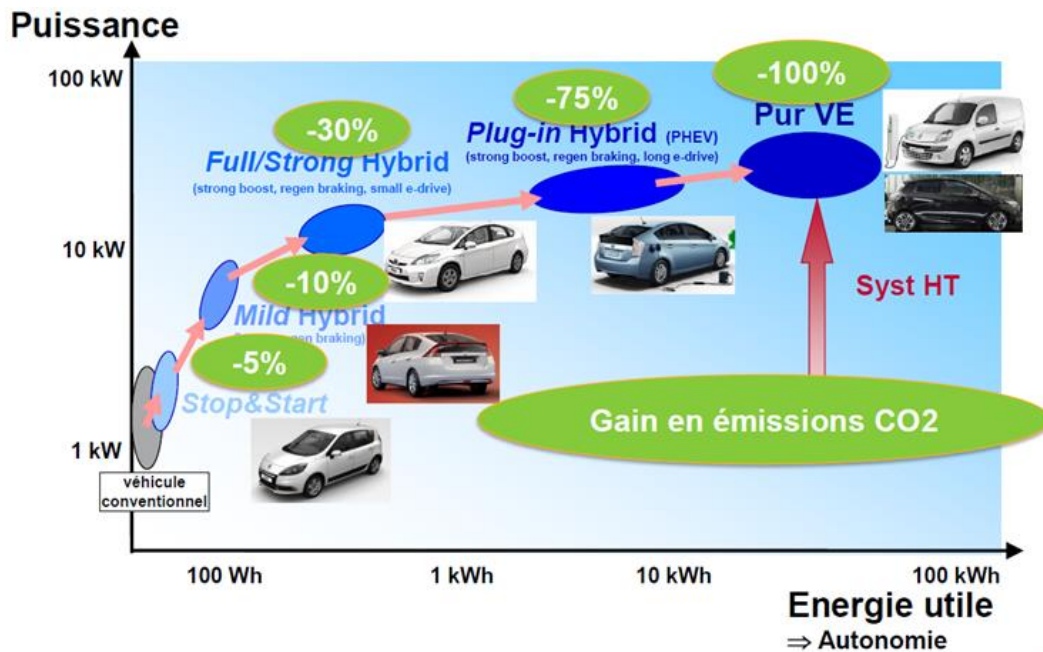 Puissance
100 kW
-100%
-75%
Pur VE
-30%
Plug-in Hybrid (PHEV)
(strong boost, regen braking, long e-drive)
Full/Strong Hybrid
(strong boost, regen braking, small e-drive)
10 kW
-10%
Syst HT
Mild Hybrid
regen braking)
-5%
Stop&Start
Gain en émissions CO2
1 kW
véhicule
conventionnel
100 Wh
1 kWh
10 kWh
100 kWh
Energie utile
⇒ Autonomie